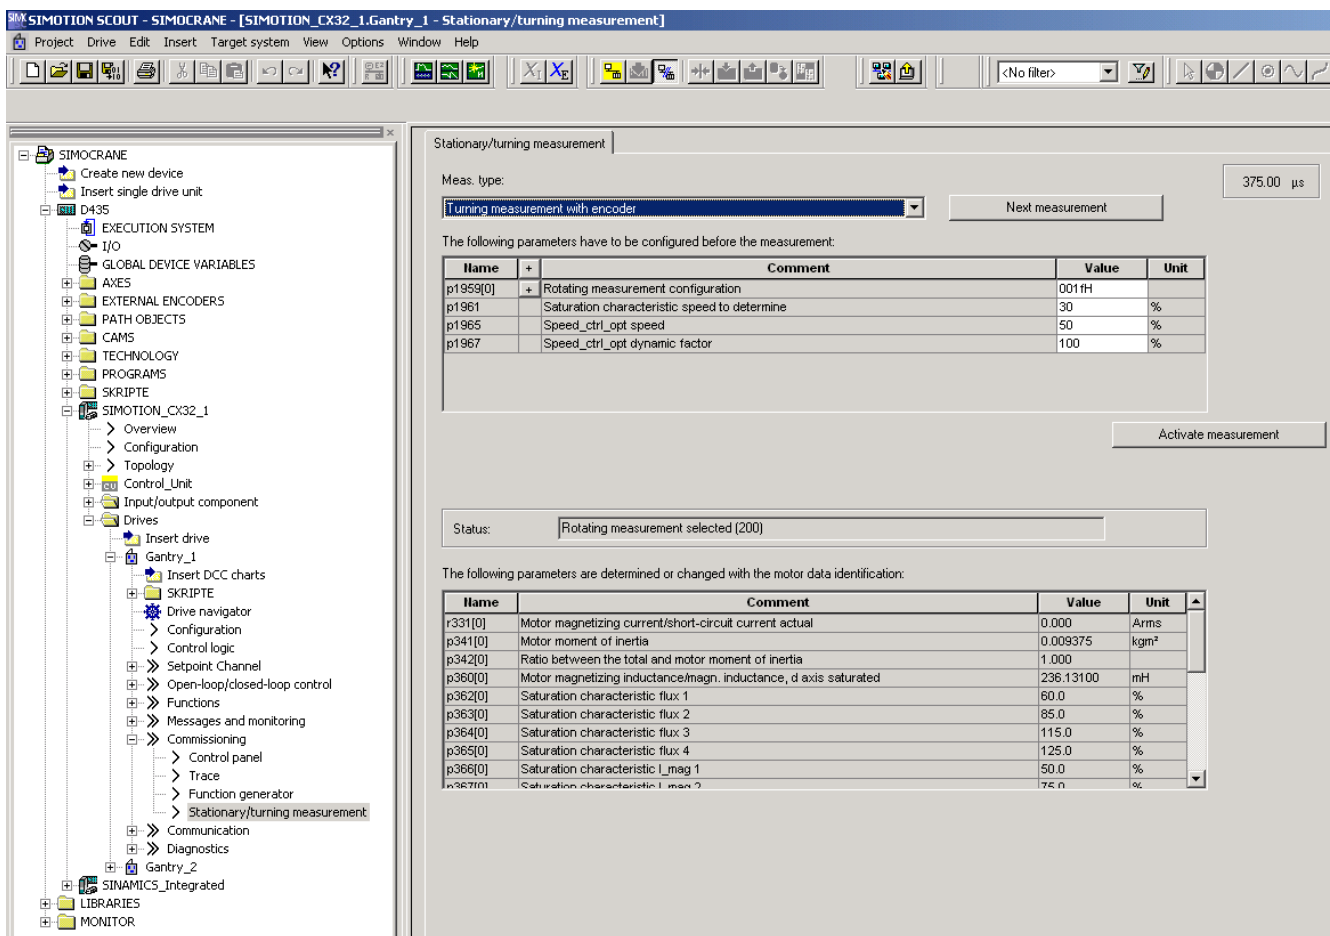 SIMOTION SCOUT - SIMOCRANE - [SIMOTION_CX32_1.Gantry_1 - Stationary/turning measurement]
Project Drive Edit Insert Target system View Options Window Help
<No filter>
SIMOCRANE
Create new device
Insert single drive unit
D435
EXECUTION SYSTEM
I/O
GLOBAL DEVICE VARIABLES
AXES
EXTERNAL ENCODERS
PATH OBJECTS
CAMS
TECHNOLOGY
PROGRAMS
SKRIPTE
SIMOTION_CX32_1
Overview
Configuration
Topology
Control_Unit
Input/output component
Drives
Insert drive
Gantry_1
Insert DCC charts
SKRIPTE
Drive navigator
Configuration
Control logic
Setpoint Channel
Open-loop/closed-loop control
Functions
Messages and monitoring
Commissioning
Control panel
Trace
Function generator
Stationary/turning measurement
Communication
Diagnostics
Gantry_2
SINAMICS_Integrated
LIBRARIES
MONITOR
Stationary/turning measurement
Meas. type:
375.00 µs
Turning measurement with encoder
Next measurement
The following parameters have to be configured before the measurement:
Name + Comment Value Unit
p1959[0] + Rotating measurement configuration 001fH
p1961 Saturation characteristic speed to determine 30 %
p1965 Speed_ctrl_opt speed 50 %
p1967 Speed_ctrl_opt dynamic factor 100 %
Activate measurement
Status: Rotating measurement selected (200)
The following parameters are determined or changed with the motor data identification:
Name Comment Value Unit
r331[0] Motor magnetizing current/short-circuit current actual 0.000 Arms
p341[0] Motor moment of inertia 0.009375 kgm²
p342[0] Ratio between the total and motor moment of inertia 1.000
p360[0] Motor magnetizing inductance/magn. inductance, d axis saturated 236.13100 mH
p362[0] Saturation characteristic flux 1 60.0 %
p363[0] Saturation characteristic flux 2 85.0 %
p364[0] Saturation characteristic flux 3 115.0 %
p365[0] Saturation characteristic flux 4 125.0 %
p366[0] Saturation characteristic I_mag 1 50.0 %
p367[0] Saturation characteristic I_mag 2 75.0 %